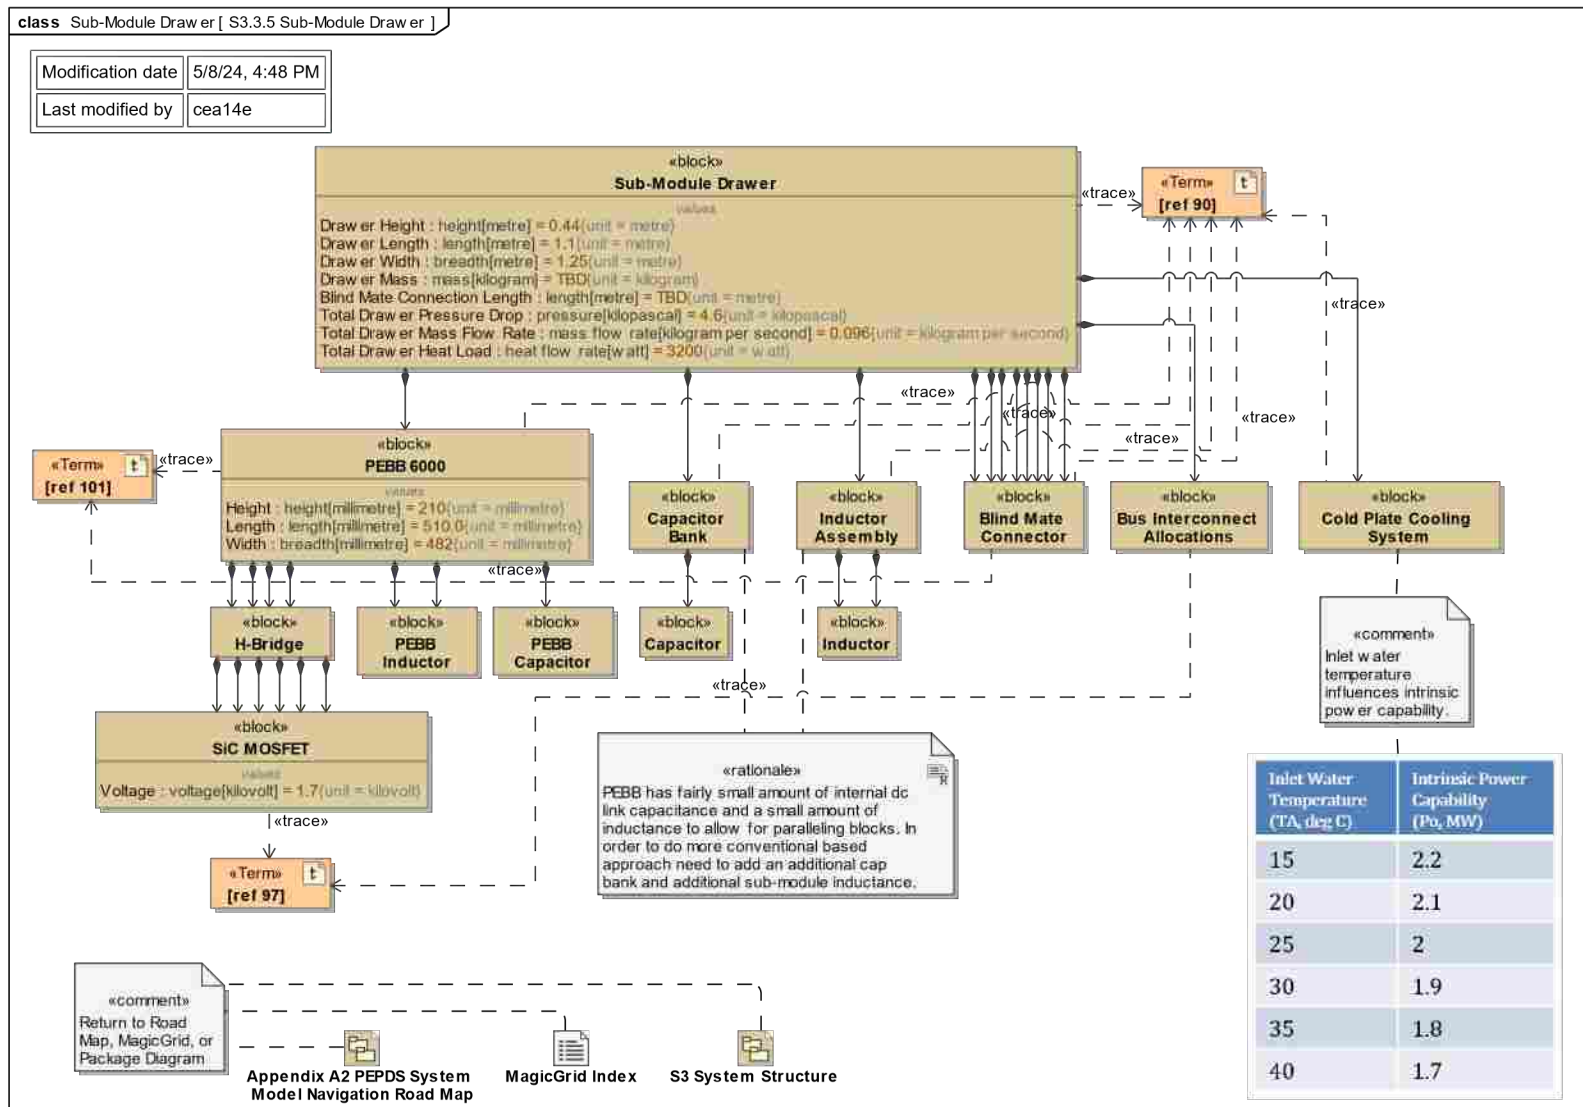 class Sub-Module Drawer [ S3.3.5 Sub-Module Drawer ]
Modification date 5/8/24, 4:48 PM
Last modified by cea14e
«block»
Sub-Module Drawer
values
Drawer Height : height[metre] = 0.44{unit = metre}
Drawer Length : length[metre] = 1.1{unit = metre}
Drawer Width : breadth[metre] = 1.25{unit = metre}
Drawer Mass : mass[kilogram] = TBD{unit = kilogram}
Blind Mate Connection Length : length[metre] = TBD{unit = metre}
Total Drawer Pressure Drop : pressure[kilopascal] = 4.6{unit = kilopascal}
Total Drawer Mass Flow Rate : mass flow rate[kilogram per second] = 0.096{unit = kilogram per second}
Total Drawer Heat Load : heat flow rate[watt] = 3200{unit = watt}
«trace»
«Term»
[ref 90]
«trace»
«trace»
«trace»
«trace»
«trace»
«Term»
[ref 101]
«trace»
«block»
PEBB 6000
values
Height : height[millimetre] = 210{unit = millimetre}
Length : length[millimetre] = 510.0{unit = millimetre}
Width : breadth[millimetre] = 482{unit = millimetre}
«block»
Capacitor
Bank
«block»
Inductor
Assembly
«block»
Blind Mate
Connector
«block»
Bus Interconnect
Allocations
«block»
Cold Plate Cooling
System
«trace»
«block»
H-Bridge
«block»
PEBB
Inductor
«block»
PEBB
Capacitor
«block»
Capacitor
«block»
Inductor
«comment»
Inlet water
temperature
influences intrinsic
power capability.
«trace»
«block»
SiC MOSFET
values
Voltage : voltage[kilovolt] = 1.7{unit = kilovolt}
«trace»
«Term»
[ref 97]
«rationale»
PEBB has fairly small amount of internal dc
link capacitance and a small amount of
inductance to allow for paralleling blocks. In
order to do more conventional based
approach need to add an additional cap
bank and additional sub-module inductance.
Inlet Water Temperature (TA, deg C) Intrinsic Power Capability (Po, MW)
15 2.2
20 2.1
25 2
30 1.9
35 1.8
40 1.7
«comment»
Return to Road
Map, MagicGrid, or
Package Diagram
Appendix A2 PEPDS System
Model Navigation Road Map
MagicGrid Index
S3 System Structure